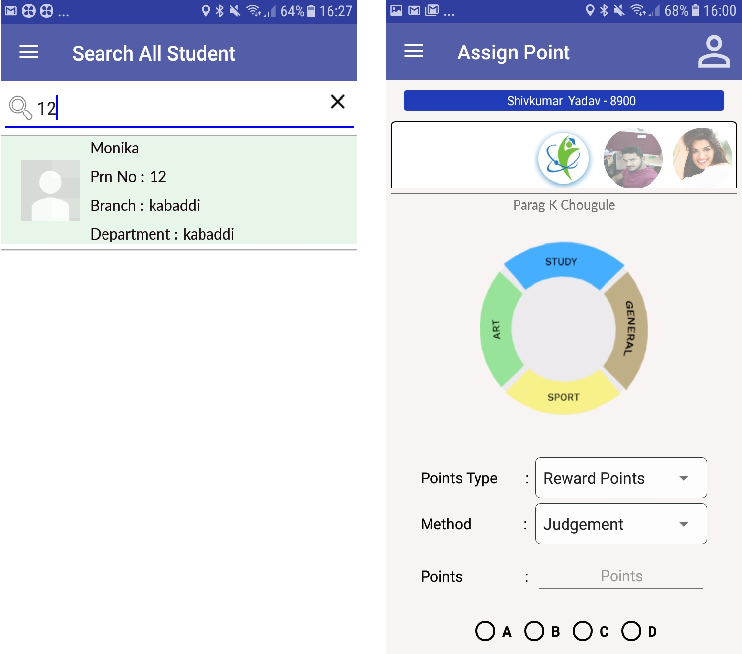 ... 64% 16:27
Search All Student
12
Monika
Prn No : 12
Branch : kabaddi
Department : kabaddi
... 68% 16:00
Assign Point
Shivkumar Yadav - 8900
Parag K Chougule
STUDY
ART
GENERAL
SPORT
Points Type : Reward Points
Method : Judgement
Points : Points
A B C D